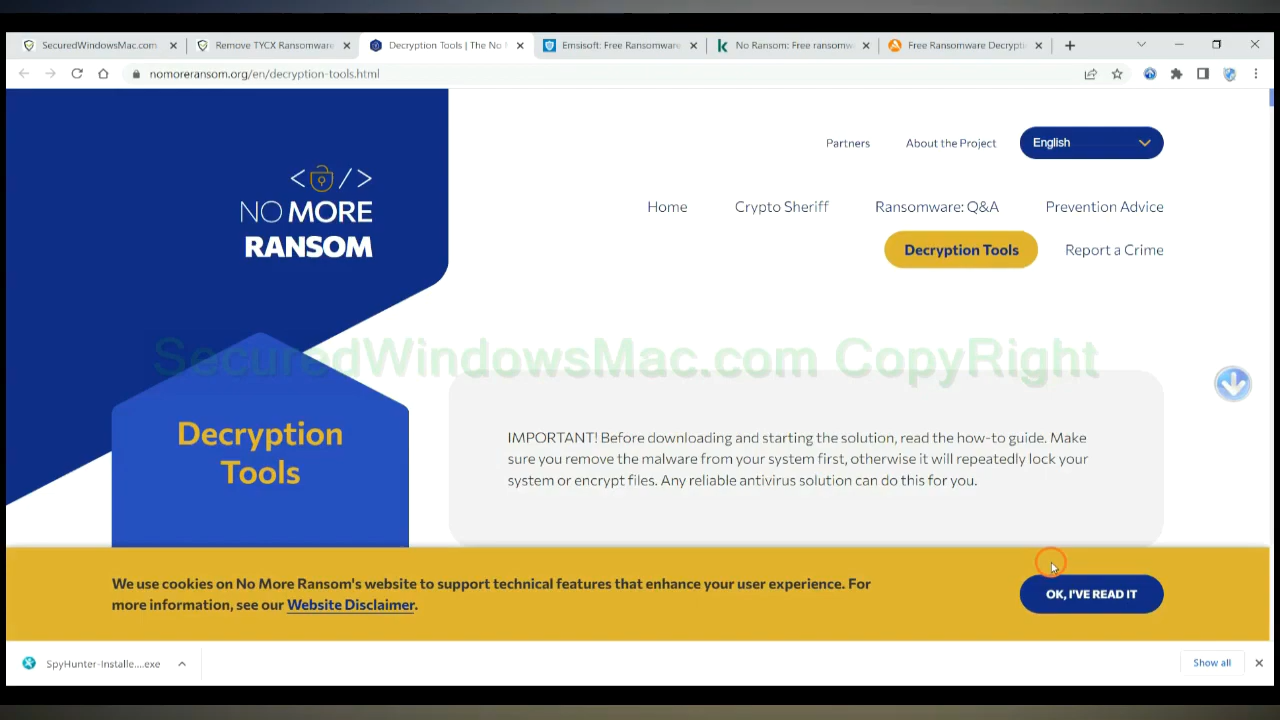 SecuredWindowsMac.com
Remove TYCX Ransomware
Decryption Tools | The No
Emsisoft: Free Ransomware
No Ransom: Free ransomw
Free Ransomware Decrypti
nomoreransom.org/en/decryption-tools.html
Partners
About the Project
English
NO MORE
RANSOM
Home
Crypto Sheriff
Ransomware: Q&A
Prevention Advice
Decryption Tools
Report a Crime
SecuredWindowsMac.com CopyRight
Decryption
Tools
IMPORTANT! Before downloading and starting the solution, read the how-to guide. Make
sure you remove the malware from your system first, otherwise it will repeatedly lock your
system or encrypt files. Any reliable antivirus solution can do this for you.
We use cookies on No More Ransom's website to support technical features that enhance your user experience. For
more information, see our Website Disclaimer.
OK, I'VE READ IT
SpyHunter-Installe....exe
Show all